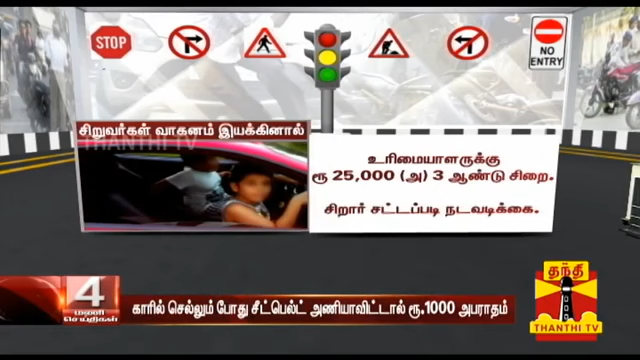 STOP
NO
ENTRY
சிறுவர்கள் வாகனம் இயக்கினால்
THANTHI TV
உரிமையாளருக்கு
ரூ 25,000 (அ) 3 ஆண்டு சிறை.
சிறார் சட்டப்படி நடவடிக்கை.
4
மணி
செய்திகள்
காரில் செல்லும் போது சீட்பெல்ட் அணியாவிட்டால் ரூ.1000 அபராதம்
தந்தி
THANTHI TV